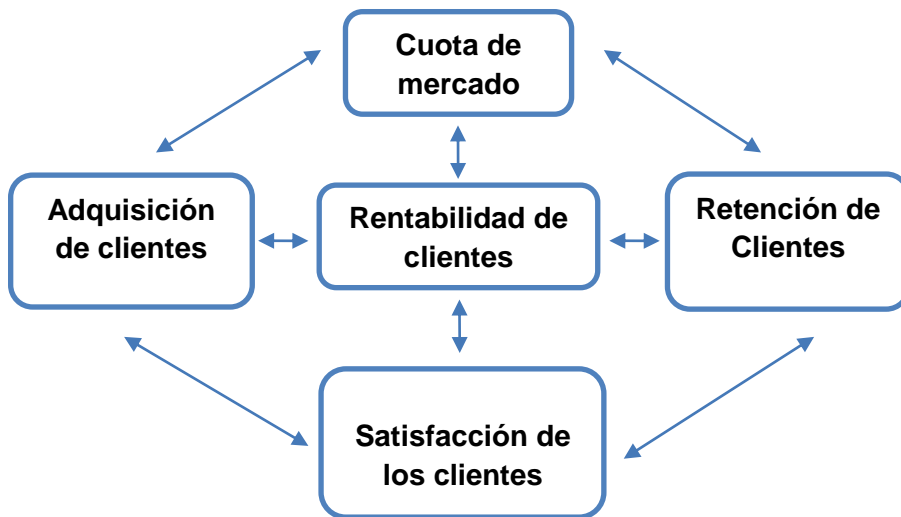 Cuota de
mercado
Adquisición
de clientes
Rentabilidad de
clientes
Retención de
Clientes
Satisfacción de
los clientes